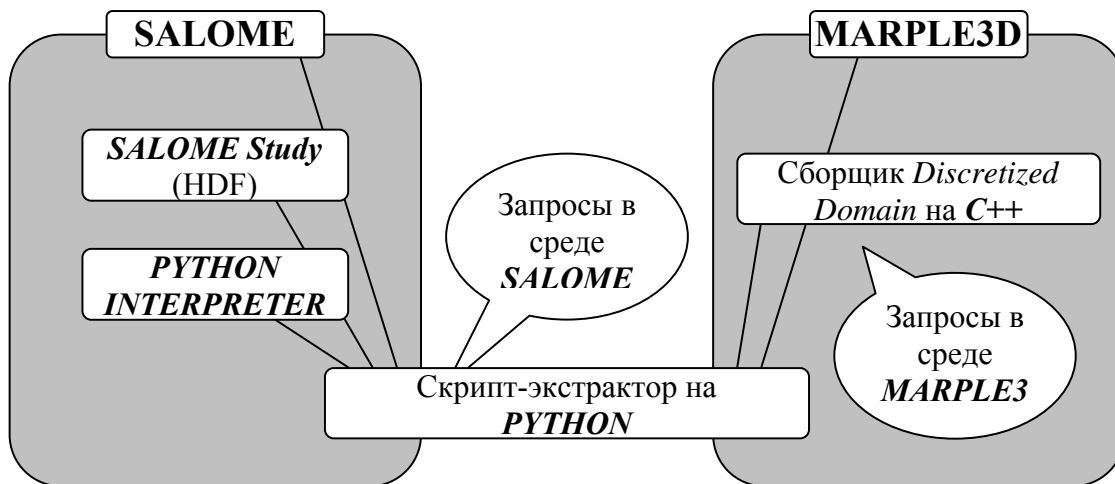 SALOME
MARPLE3D
SALOME Study
(HDF)
Сборщик Discretized
Domain на C++
Запросы в
среде
SALOME
PYTHON
INTERPRETER
Запросы в
среде
MARPLE3
Скрипт-экстрактор на
PYTHON